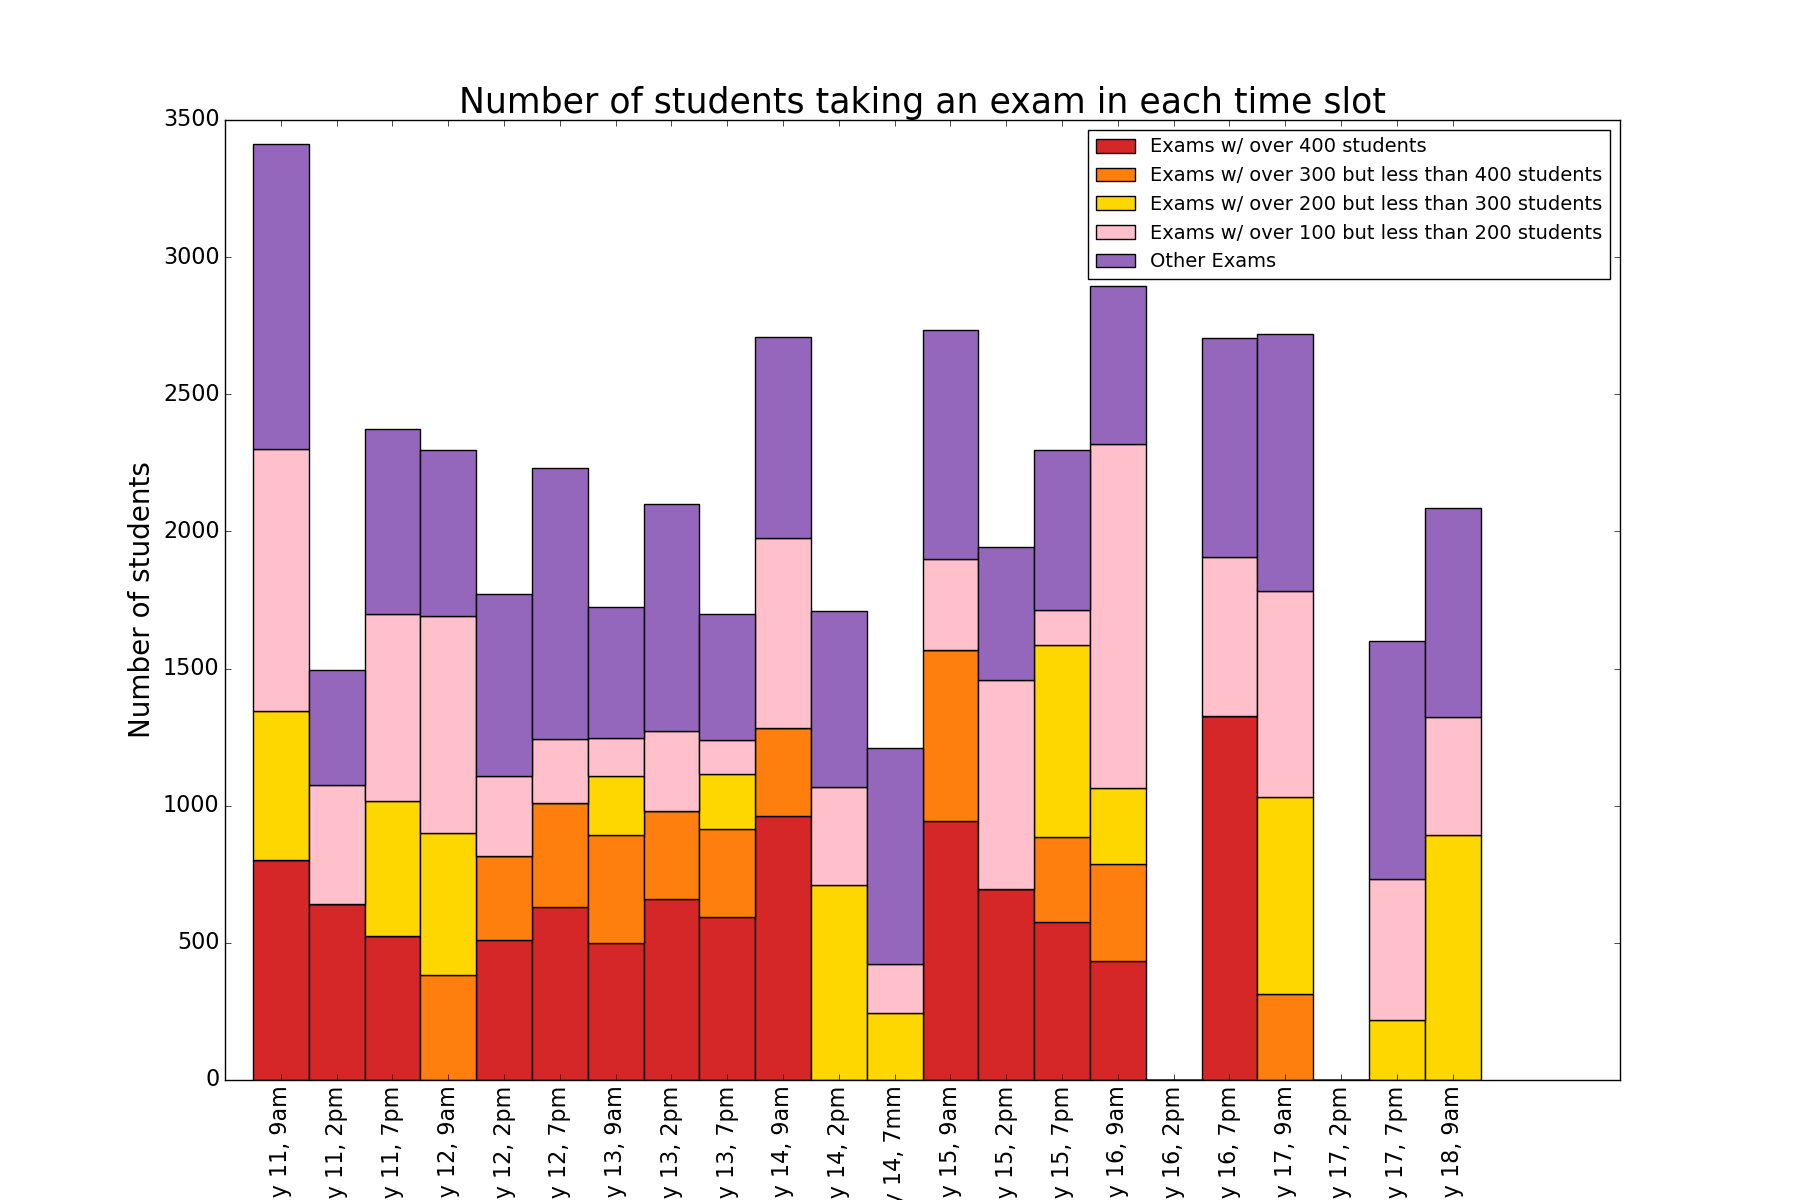 Number of students taking an exam in each time slot
Exams w/ over 400 students
Exams w/ over 300 but less than 400 students
Exams w/ over 200 but less than 300 students
Exams w/ over 100 but less than 200 students
Other Exams
3500
3000
2500
2000
1500
1000
500
0
Number of students
y 11, 9am
y 11, 2pm
y 11, 7pm
y 12, 9am
y 12, 2pm
y 12, 7pm
y 13, 9am
y 13, 2pm
y 13, 7pm
y 14, 9am
y 14, 2pm
y 14, 7mm
y 15, 9am
y 15, 2pm
y 15, 7pm
y 16, 9am
y 16, 2pm
y 16, 7pm
y 17, 9am
y 17, 2pm
y 17, 7pm
y 18, 9am